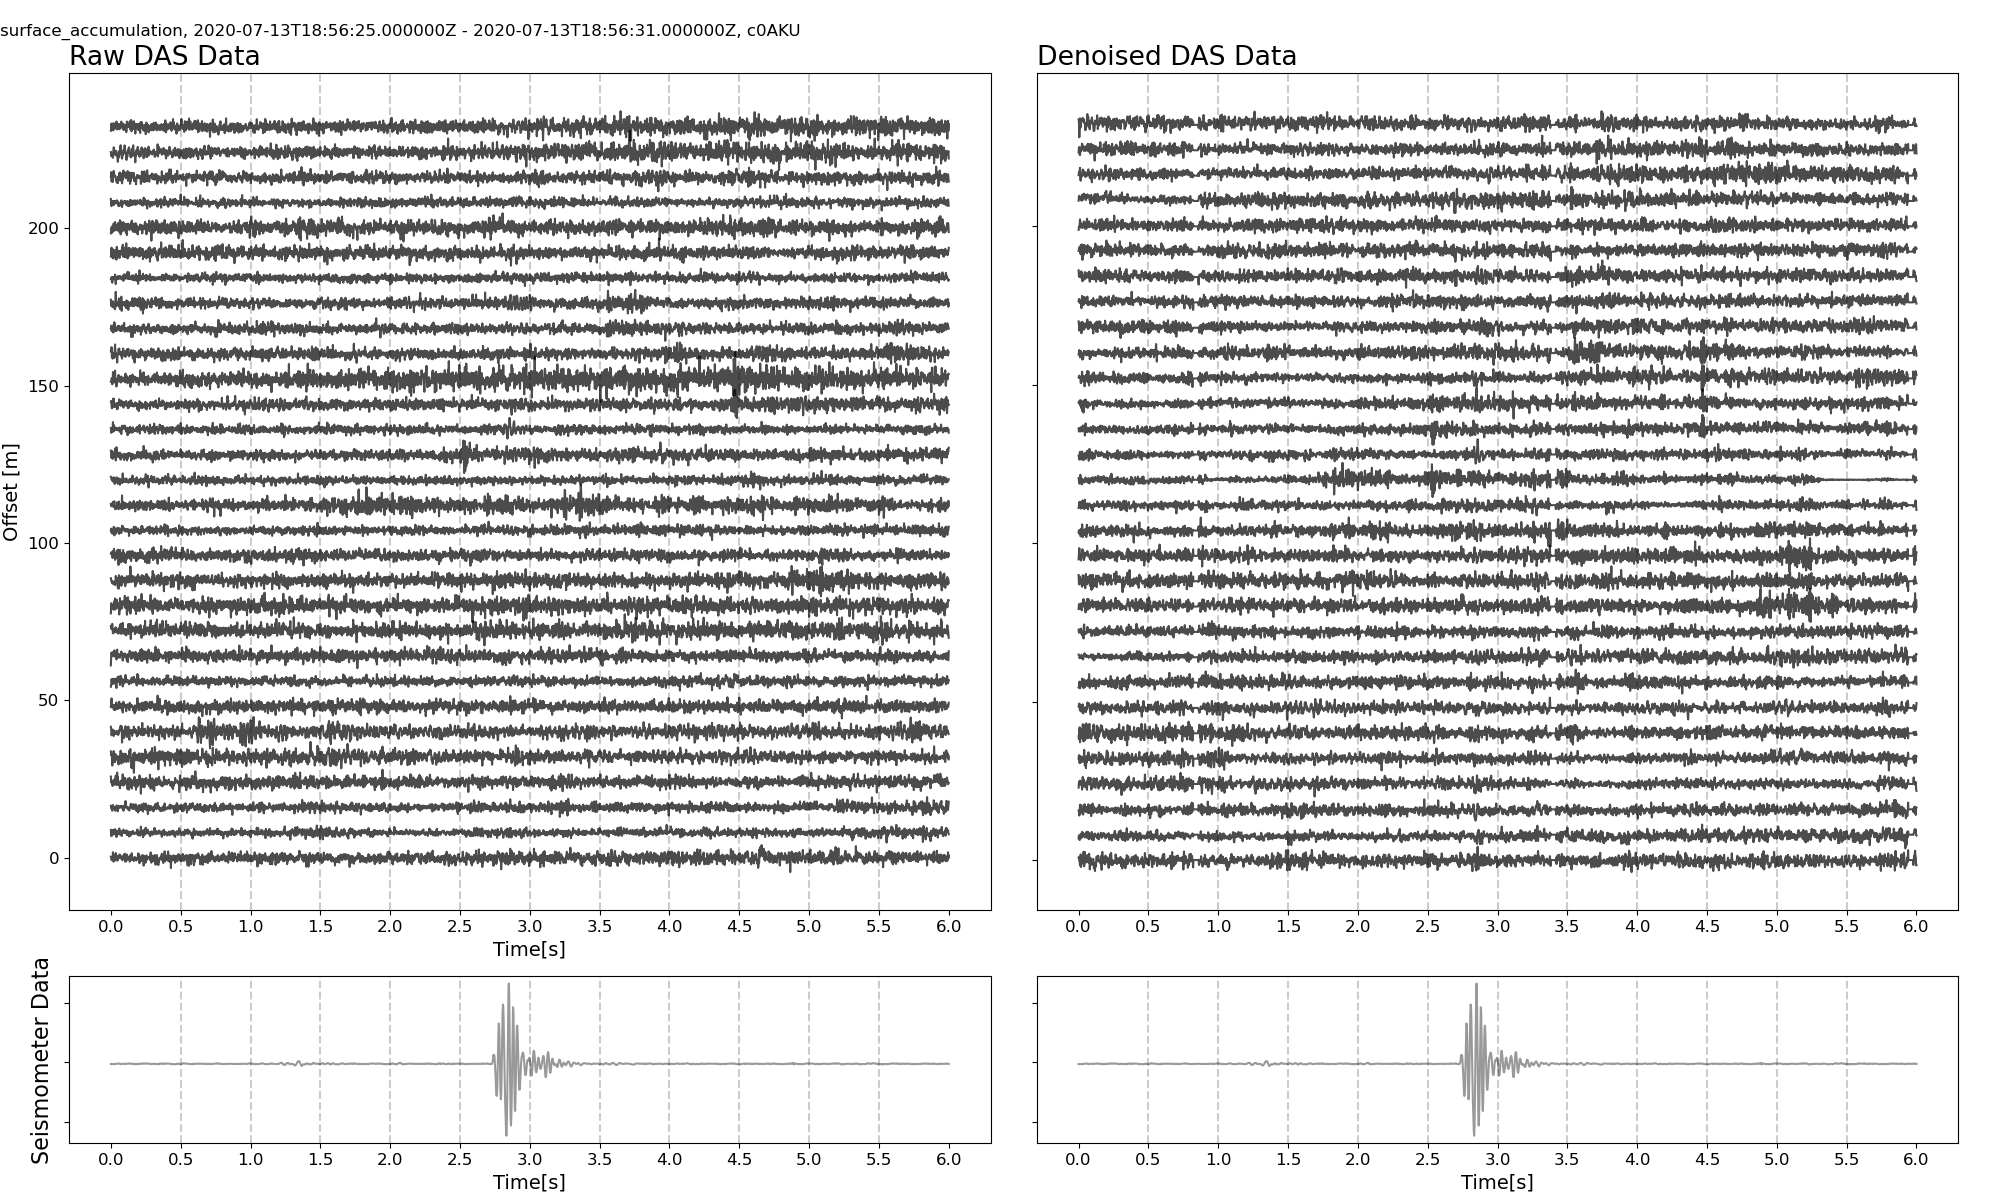 surface_accumulation, 2020-07-13T18:56:25.000000Z - 2020-07-13T18:56:31.000000Z, c0AKU
Raw DAS Data
Denoised DAS Data
Offset [m]
200
150
100
50
0
0.0 0.5 1.0 1.5 2.0 2.5 3.0 3.5 4.0 4.5 5.0 5.5 6.0
Time[s]
0.0 0.5 1.0 1.5 2.0 2.5 3.0 3.5 4.0 4.5 5.0 5.5 6.0
Seismometer Data
0.0 0.5 1.0 1.5 2.0 2.5 3.0 3.5 4.0 4.5 5.0 5.5 6.0
Time[s]
0.0 0.5 1.0 1.5 2.0 2.5 3.0 3.5 4.0 4.5 5.0 5.5 6.0
Time[s]